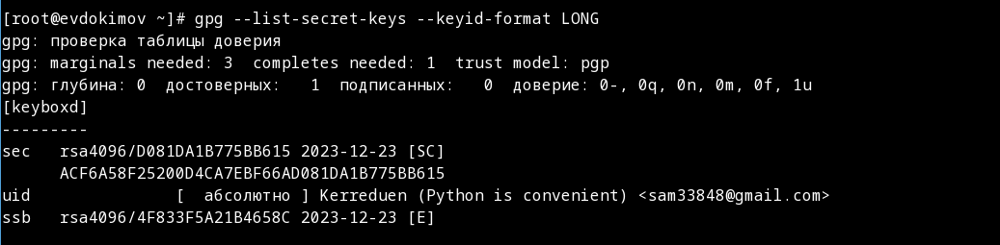 [root@evdokimov ~]# gpg --list-secret-keys --keyid-format LONG
gpg: проверка таблицы доверия
gpg: marginals needed: 3  completes needed: 1  trust model: pgp
gpg: глубина: 0  достоверных:   1  подписанных:   0  доверие: 0-, 0q, 0n, 0m, 0f, 1u
[keyboxd]
---------
sec   rsa4096/D081DA1B775BB615 2023-12-23 [SC]
      ACF6A58F25200D4CA7EBF66AD081DA1B775BB615
uid               [  абсолютно ] Kerreduen (Python is convenient) <sam33848@gmail.com>
ssb   rsa4096/4F833F5A21B4658C 2023-12-23 [E]